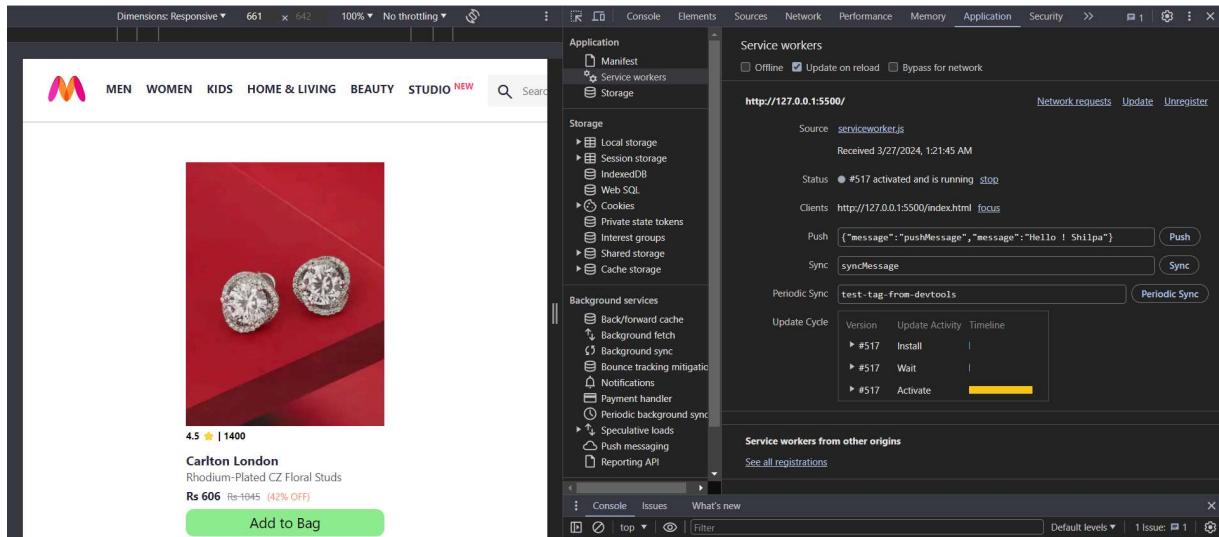 Dimensions: Responsive ▼ 661 × 642 100% ▼ No throttling ▼
MEN WOMEN KIDS HOME & LIVING BEAUTY STUDIO NEW
4.5 ⭐ | 1400
Carlton London
Rhodium-Plated CZ Floral Studs
Rs 606 Rs 1045 (42% OFF)
Add to Bag
Console Elements Sources Network Performance Memory Application Security >> 1
Application
Manifest
Service workers
Storage
Storage
Local storage
Session storage
IndexedDB
Web SQL
Cookies
Private state tokens
Interest groups
Shared storage
Cache storage
Background services
Back/forward cache
Background fetch
Background sync
Bounce tracking mitigatio
Notifications
Payment handler
Periodic background sync
Speculative loads
Push messaging
Reporting API
Service workers
Offline Update on reload Bypass for network
http://127.0.0.1:5500/ Network requests Update Unregister
Source serviceworker.js
Received 3/27/2024, 1:21:45 AM
Status #517 activated and is running stop
Clients http://127.0.0.1:5500/index.html focus
Push {"message":"pushMessage","message":"Hello ! Shilpa"} Push
Sync syncMessage Sync
Periodic Sync test-tag-from-devtools Periodic Sync
Update Cycle Version Update Activity Timeline
#517 Install
#517 Wait
#517 Activate
Service workers from other origins
See all registrations
Console Issues What's new
top ▼ Filter Default levels ▼ 1 Issue: 1